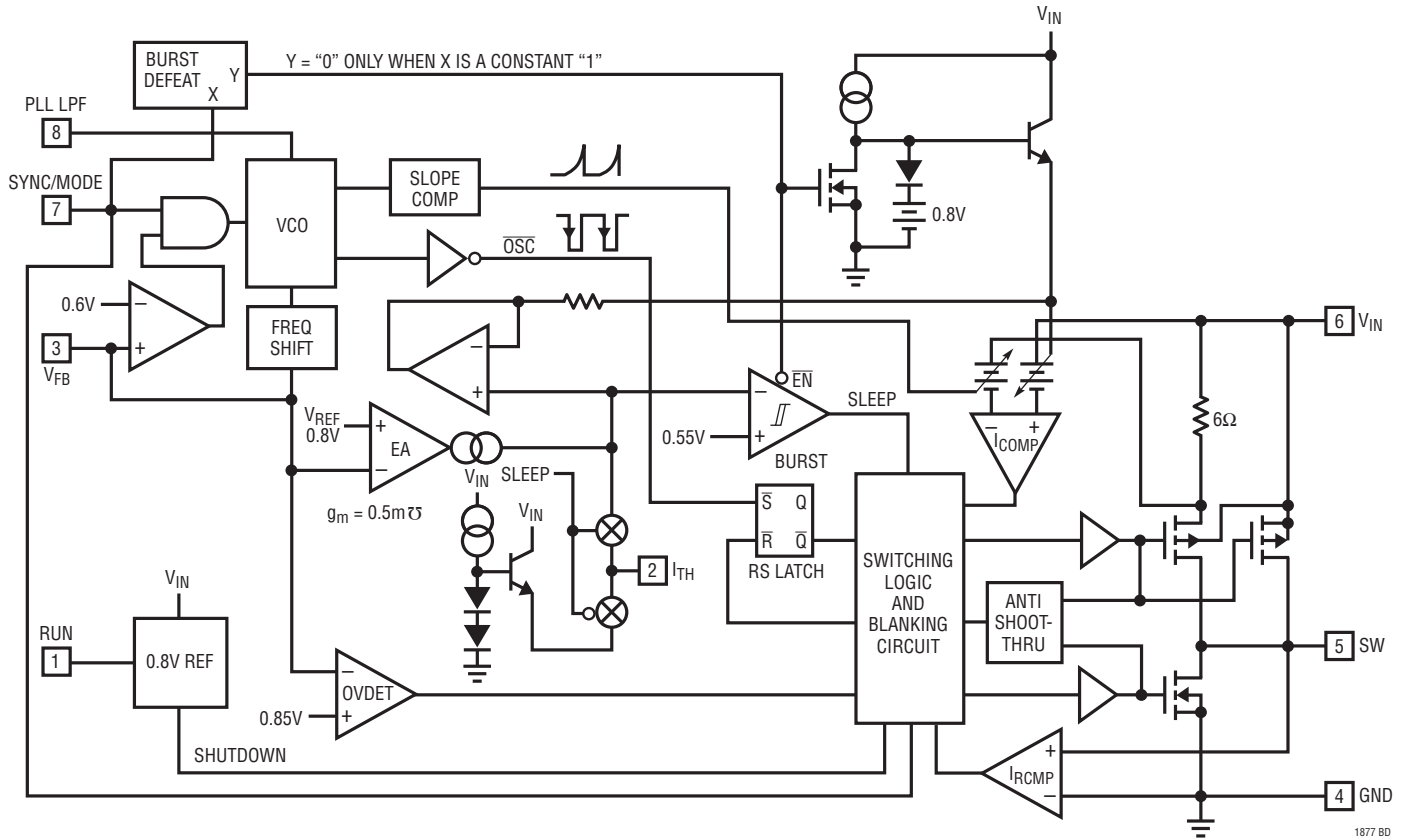 V_IN
BURST
DEFEAT
Y
X
Y = “0” ONLY WHEN X IS A CONSTANT “1”
PLL LPF
8
SYNC/MODE
7
VCO
SLOPE
COMP
0.8V
OSC
0.6V
–
+
3
V_FB
FREQ
SHIFT
–
+
6
V_IN
V_REF
0.8V
+
EA
–
g_m = 0.5m℧
–
EN
0.55V
+
BURST
SLEEP
–
+
I_COMP
6Ω
V_IN
SLEEP
V_IN
S
Q
R
Q
RS LATCH
2
I_TH
SWITCHING
LOGIC
AND
BLANKING
CIRCUIT
ANTI
SHOOT-
THRU
5
SW
V_IN
RUN
1
0.8V REF
–
OVDET
+
0.85V
SHUTDOWN
+
I_RCMP
–
4
GND
1877 BD